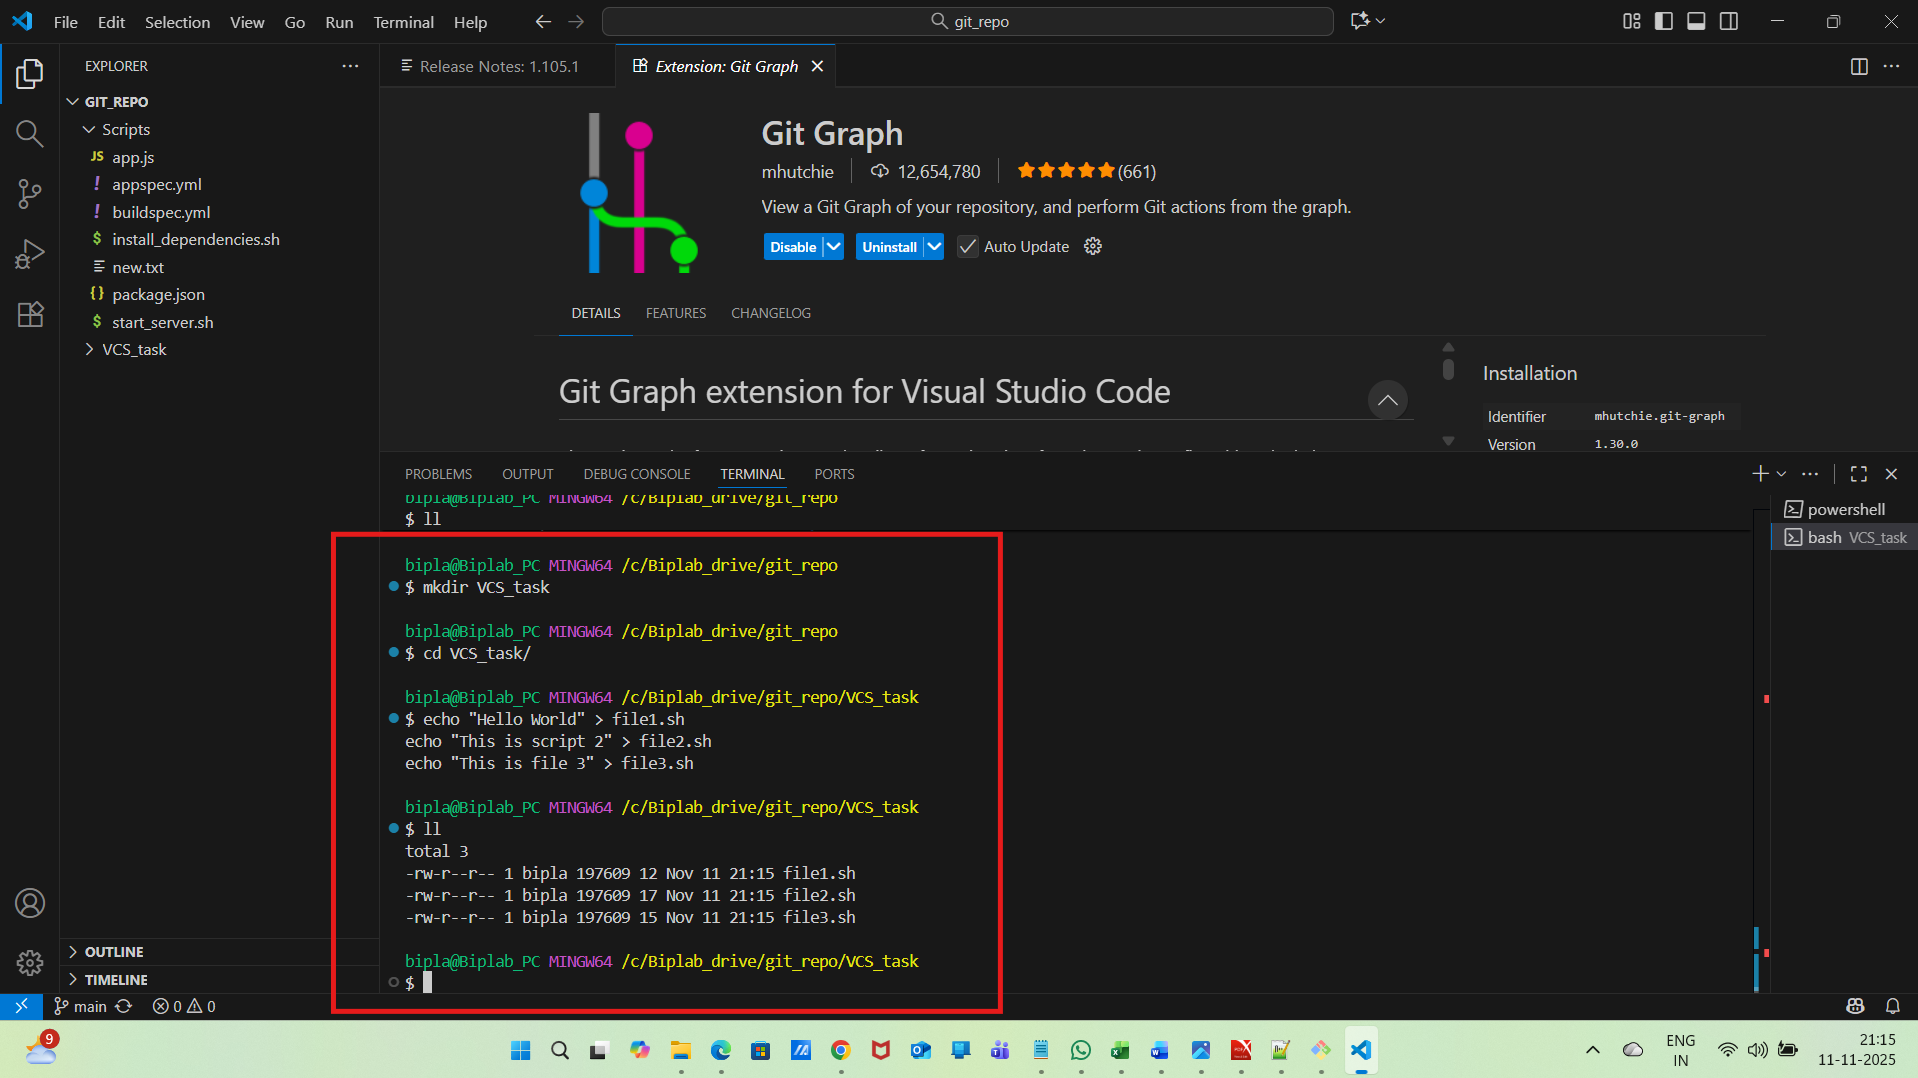 File Edit Selection View Go Run Terminal Help
git_repo
EXPLORER
GIT_REPO
Scripts
JS app.js
! appspec.yml
! buildspec.yml
$ install_dependencies.sh
new.txt
{} package.json
$ start_server.sh
VCS_task
OUTLINE
TIMELINE
Release Notes: 1.105.1
Extension: Git Graph
Git Graph
mhutchie 12,654,780 (661)
View a Git Graph of your repository, and perform Git actions from the graph.
Disable Uninstall Auto Update
DETAILS FEATURES CHANGELOG
Git Graph extension for Visual Studio Code
Installation
Identifier mhutchie.git-graph
Version 1.30.0
PROBLEMS OUTPUT DEBUG CONSOLE TERMINAL PORTS
powershell
bash VCS_task
bipla@Biplab_PC MINGW64 /c/Biplab_drive/git_repo
$ ll
bipla@Biplab_PC MINGW64 /c/Biplab_drive/git_repo
$ mkdir VCS_task
bipla@Biplab_PC MINGW64 /c/Biplab_drive/git_repo
$ cd VCS_task/
bipla@Biplab_PC MINGW64 /c/Biplab_drive/git_repo/VCS_task
$ echo "Hello World" > file1.sh
echo "This is script 2" > file2.sh
echo "This is file 3" > file3.sh
bipla@Biplab_PC MINGW64 /c/Biplab_drive/git_repo/VCS_task
$ ll
total 3
-rw-r--r-- 1 bipla 197609 12 Nov 11 21:15 file1.sh
-rw-r--r-- 1 bipla 197609 17 Nov 11 21:15 file2.sh
-rw-r--r-- 1 bipla 197609 15 Nov 11 21:15 file3.sh
bipla@Biplab_PC MINGW64 /c/Biplab_drive/git_repo/VCS_task
$
main 0 0
9
ENG
IN
21:15
11-11-2025